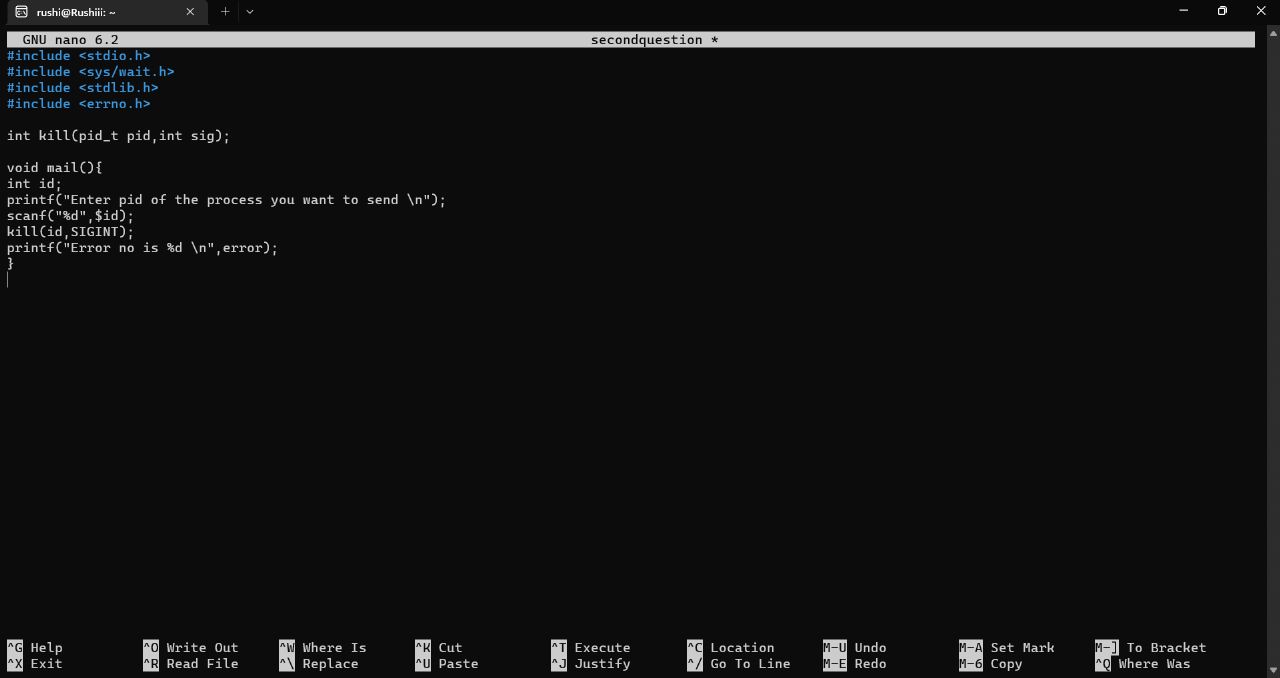 rushi@Rushiii: ~
GNU nano 6.2 secondquestion *
#include <stdio.h>
#include <sys/wait.h>
#include <stdlib.h>
#include <errno.h>
int kill(pid_t pid,int sig);
void mail(){
int id;
printf("Enter pid of the process you want to send \n");
scanf("%d",$id);
kill(id,SIGINT);
printf("Error no is %d \n",error);
}
^G Help ^O Write Out ^W Where Is ^K Cut ^T Execute ^C Location M-U Undo M-A Set Mark M-] To Bracket
^X Exit ^R Read File ^\ Replace ^U Paste ^J Justify ^/ Go To Line M-E Redo M-6 Copy ^Q Where Was